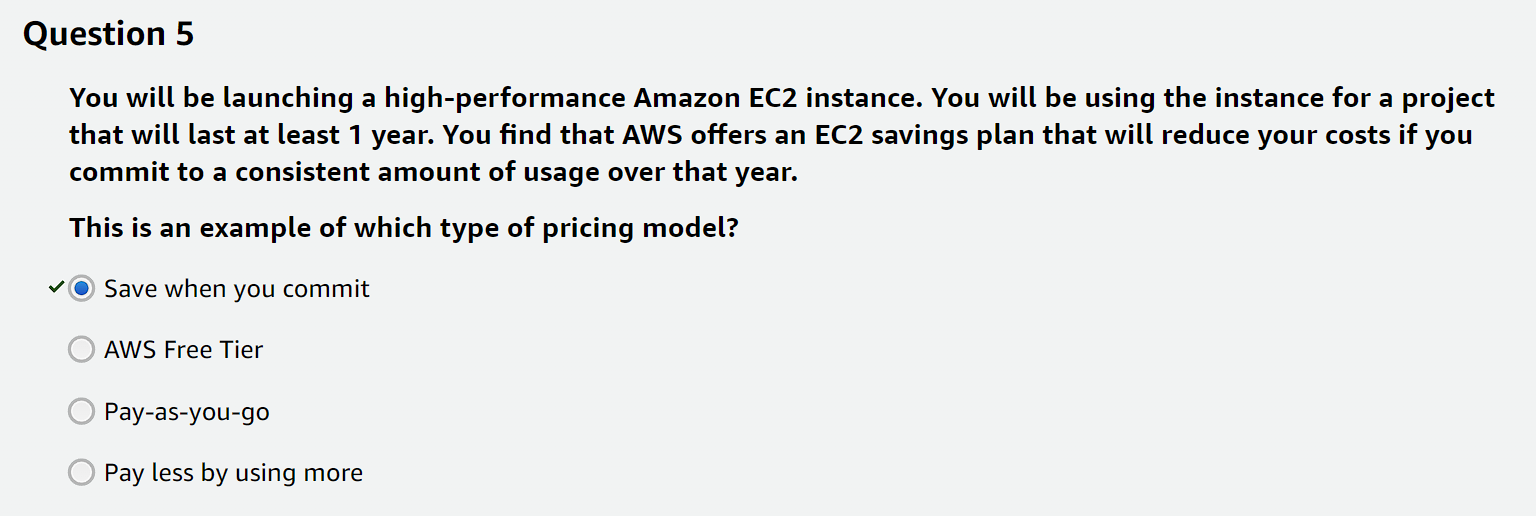 Question 5
You will be launching a high-performance Amazon EC2 instance. You will be using the instance for a project
that will last at least 1 year. You find that AWS offers an EC2 savings plan that will reduce your costs if you
commit to a consistent amount of usage over that year.
This is an example of which type of pricing model?
Save when you commit
AWS Free Tier
Pay-as-you-go
Pay less by using more